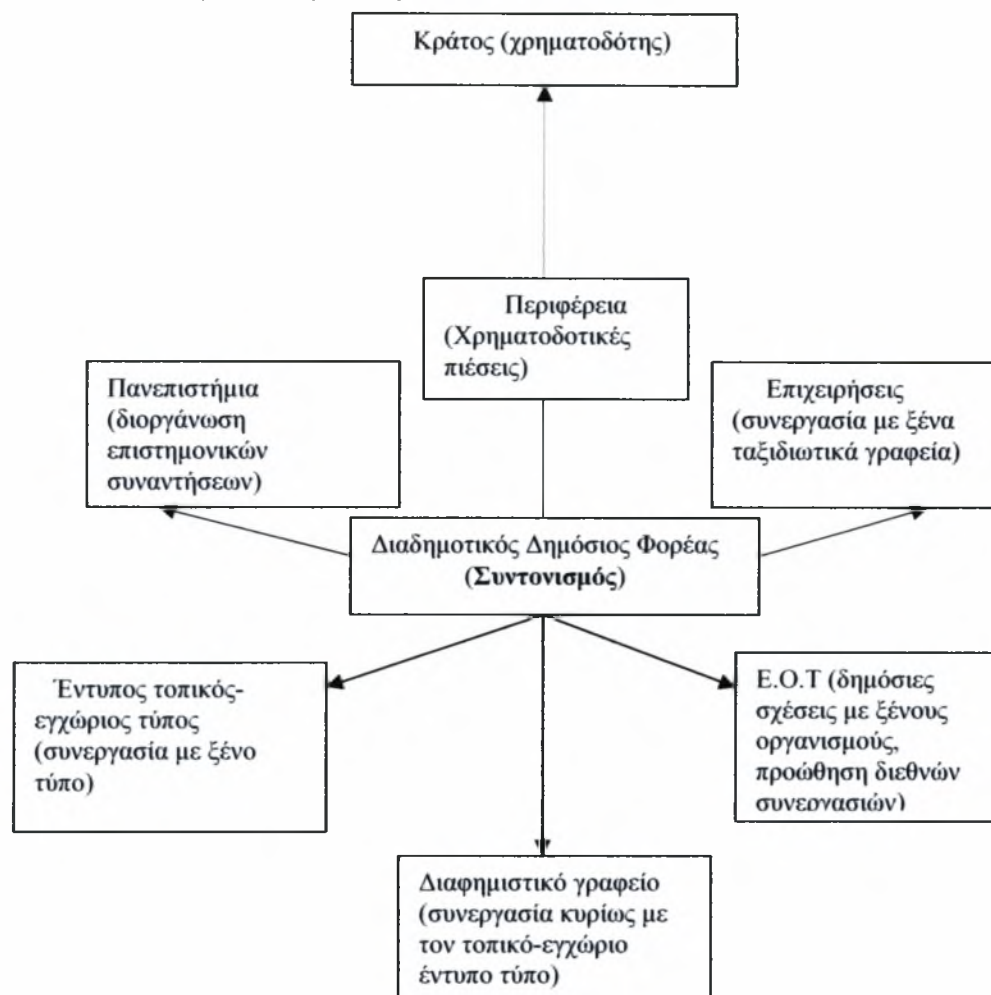 Κράτος (χρηματοδότης)
Περιφέρεια
(Χρηματοδοτικές
πιέσεις)
Πανεπιστήμια
(διοργάνωση
επιστημονικών
συναντήσεων)
Επιχειρήσεις
(συνεργασία με ξένα
ταξιδιωτικά γραφεία)
Διαδημοτικός Δημόσιος Φορέας
(Συντονισμός)
Έντυπος τοπικός-
εγχώριος τύπος
(συνεργασία με ξένο
τύπο)
Ε.Ο.Τ (δημόσιες
σχέσεις με ξένους
οργανισμούς,
προώθηση διεθνών
συνεργασιών)
Διαφημιστικό γραφείο
(συνεργασία κυρίως με
τον τοπικό-εγχώριο
έντυπο τύπο)